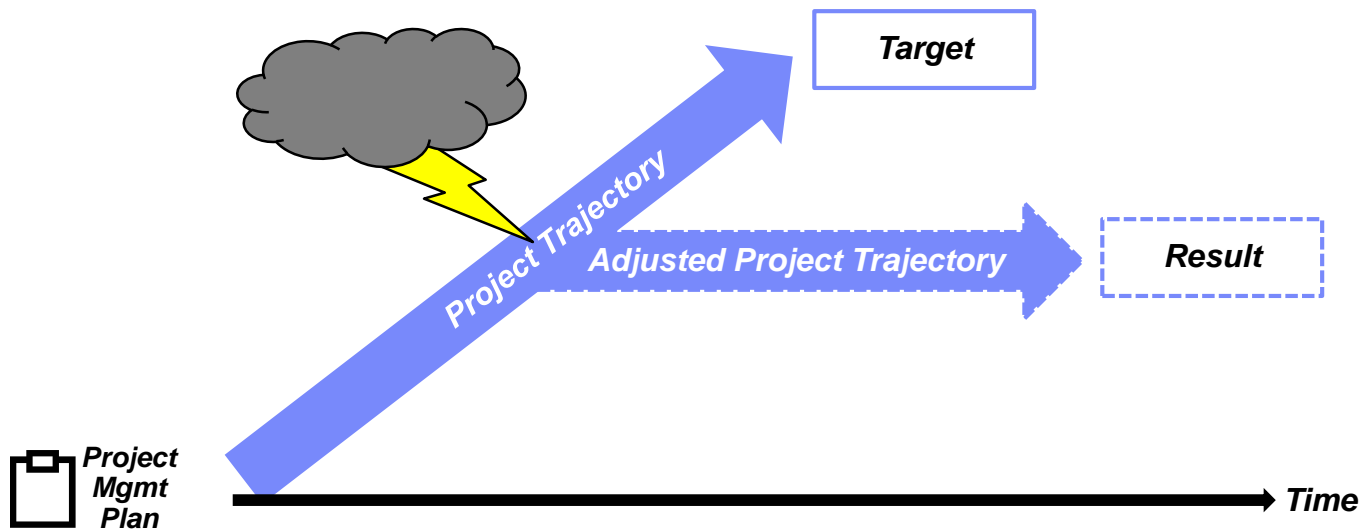 Target
Project Trajectory
Adjusted Project Trajectory
Result
Project
Mgmt
Plan
Time